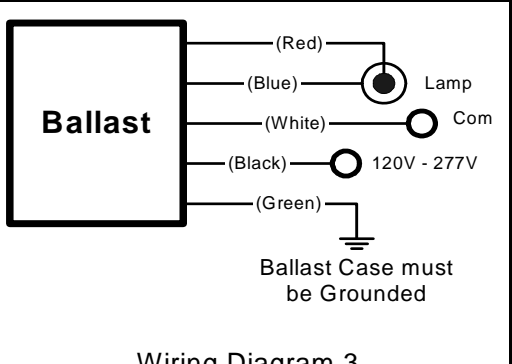 (Red)
(Blue)
Lamp
Ballast
(White)
Com
(Black)
120V - 277V
(Green)
Ballast Case must
be Grounded
Wiring Diagram 3